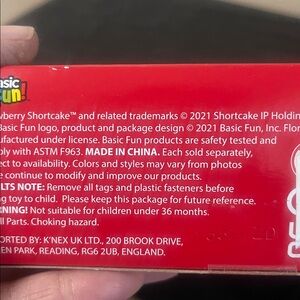 asic
un!
wberry Shortcake™ and related trademarks © 2021 Shortcake IP Holdin
Basic Fun logo, product and package design © 2021 Basic Fun, Inc. Flor
ufactured under license. Basic Fun products are safety tested and
ply with ASTM F963. MADE IN CHINA. Each sold separately,
ect to availability. Colors and styles may vary from photos
e continue to modify and improve our products.
LTS NOTE: Remove all tags and plastic fasteners before
ng toy to child. Please keep this package for future reference.
RNING! Not suitable for children under 36 months.
ll Parts. Choking hazard.
ORTED BY: K'NEX UK LTD., 200 BROOK DRIVE,
EN PARK, READING, RG6 2UB, ENGLAND.